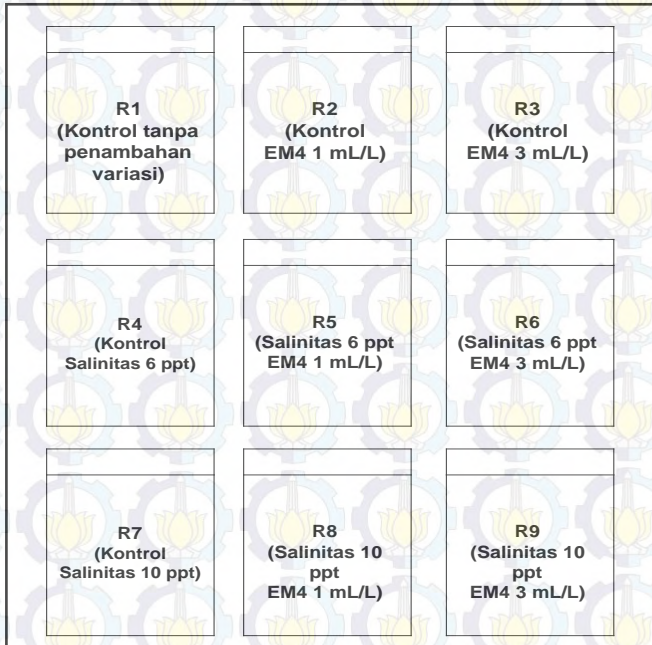 R1
(Kontrol tanpa
penambahan
variasi)
R2
(Kontrol
EM4 1 mL/L)
R3
(Kontrol
EM4 3 mL/L)
R4
(Kontrol
Salinitas 6 ppt)
R5
(Salinitas 6 ppt
EM4 1 mL/L)
R6
(Salinitas 6 ppt
EM4 3 mL/L)
R7
(Kontrol
Salinitas 10 ppt)
R8
(Salinitas 10
ppt
EM4 1 mL/L)
R9
(Salinitas 10
ppt
EM4 3 mL/L)